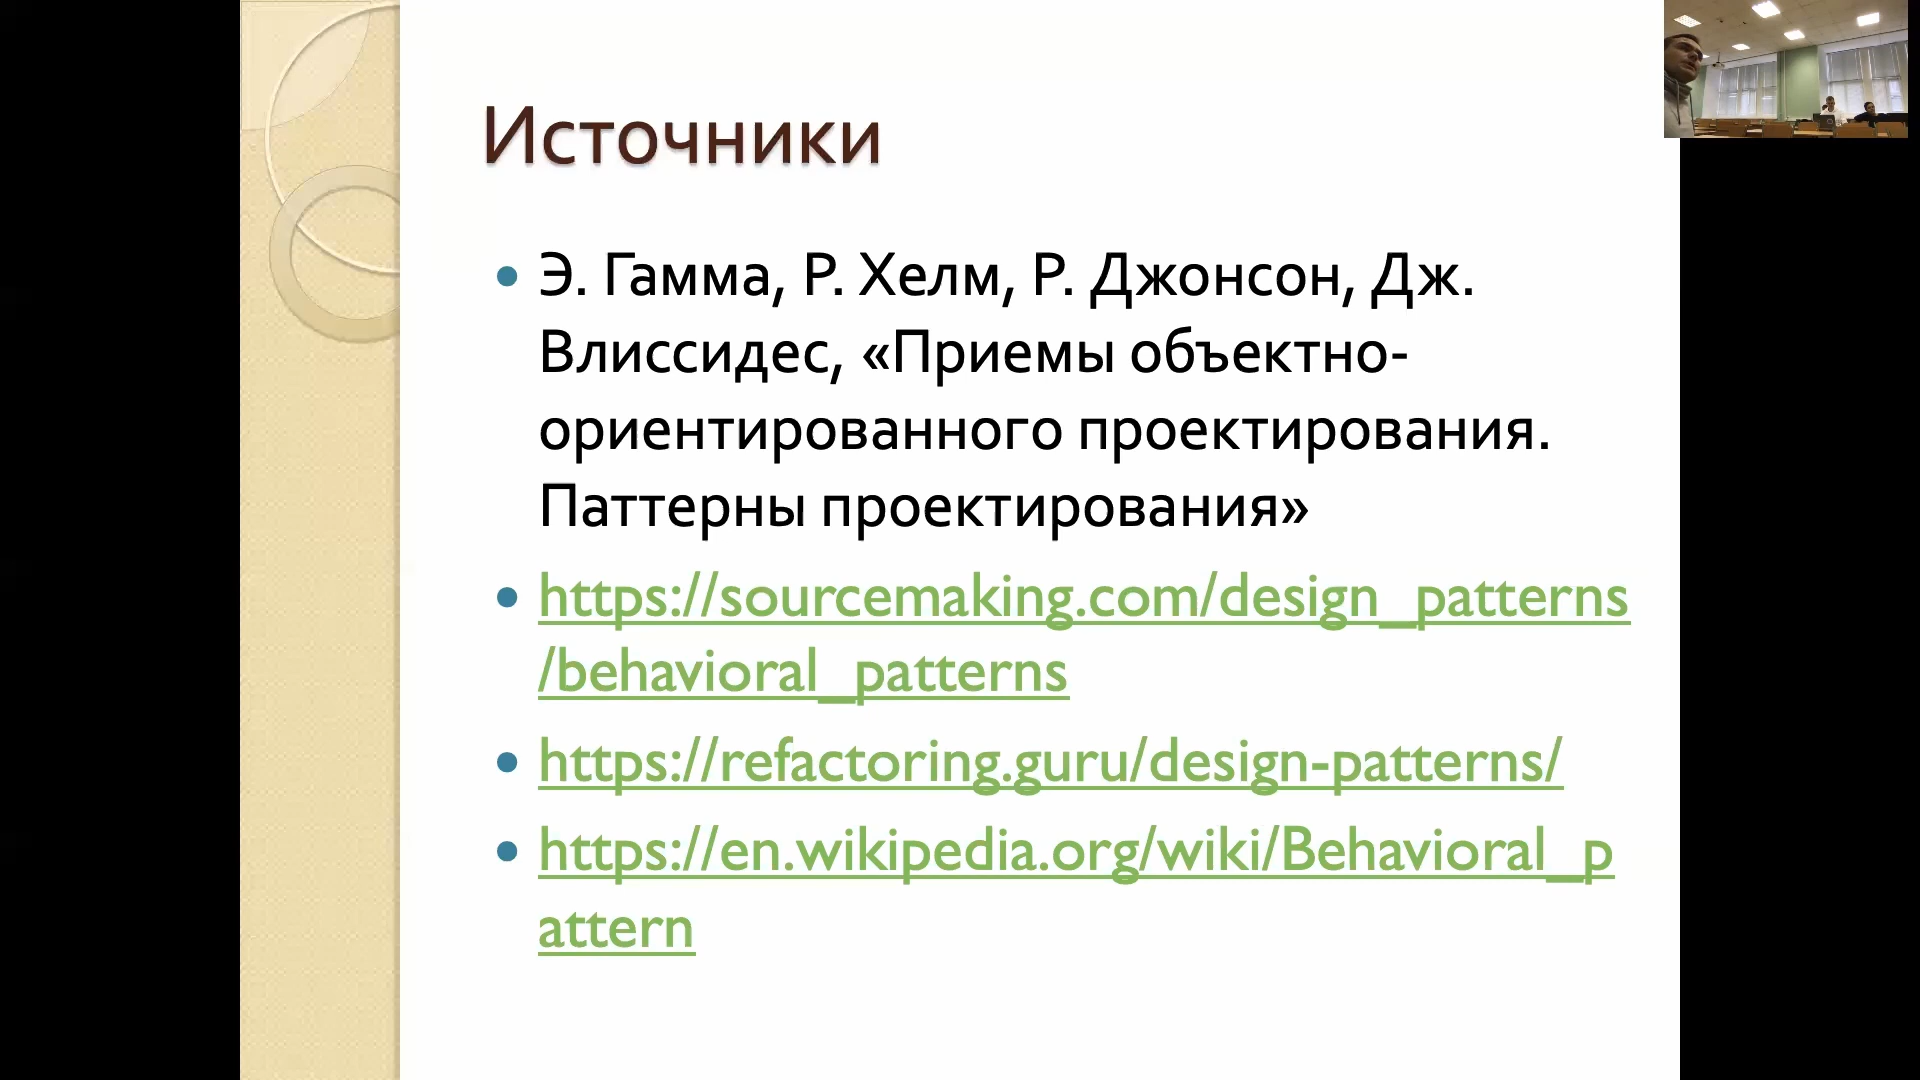 Источники
• Э. Гамма, Р. Хелм, Р. Джонсон, Дж.
Влиссидес, «Приемы объектно-
ориентированного проектирования.
Паттерны проектирования»
• https://sourcemaking.com/design_patterns
/behavioral_patterns
• https://refactoring.guru/design-patterns/
• https://en.wikipedia.org/wiki/Behavioral_p
attern